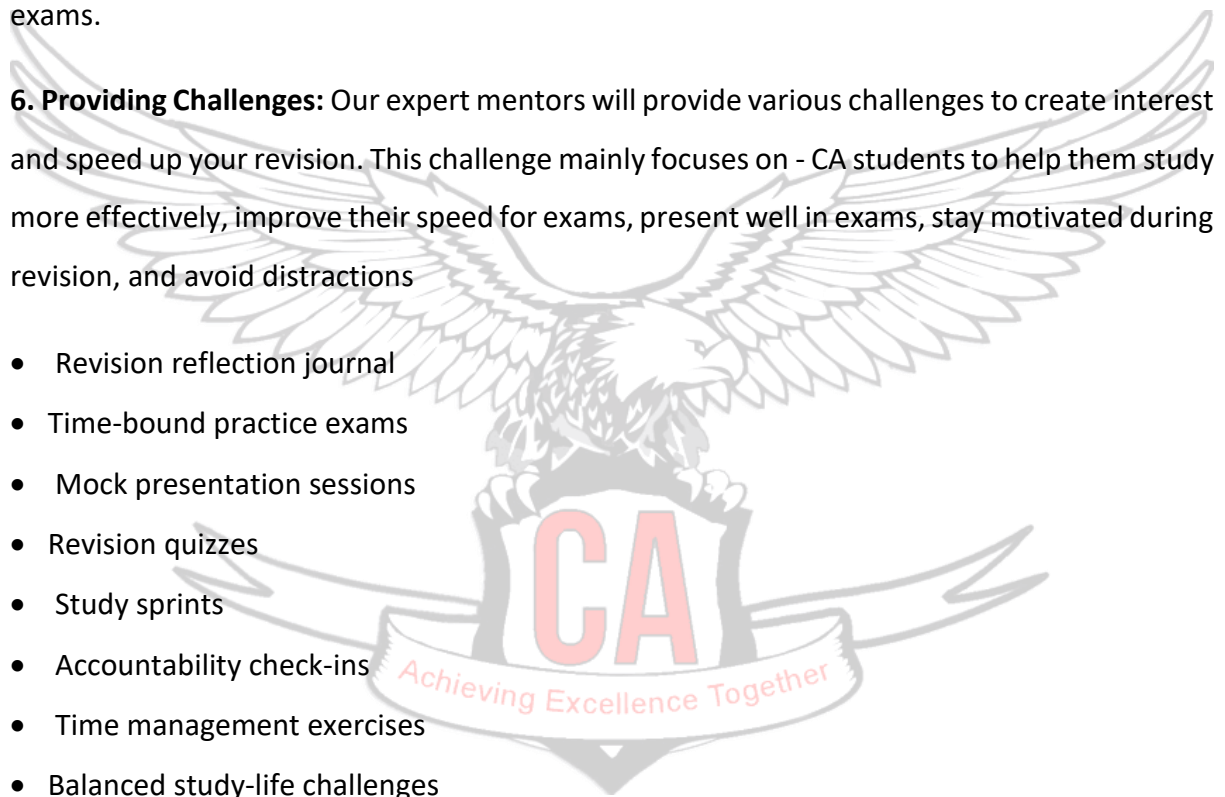 exams.
6. Providing Challenges: Our expert mentors will provide various challenges to create interest
and speed up your revision. This challenge mainly focuses on - CA students to help them study
more effectively, improve their speed for exams, present well in exams, stay motivated during
revision, and avoid distractions
• Revision reflection journal
• Time-bound practice exams
• Mock presentation sessions
• Revision quizzes
• Study sprints
• Accountability check-ins
• Time management exercises
• Balanced study-life challenges
CA
Achieving Excellence Together